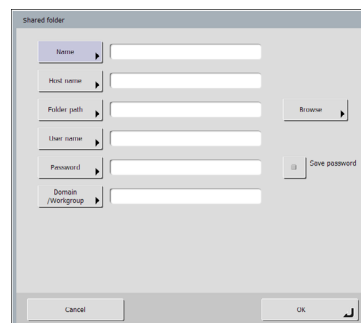 Shared folder
Name
Host name
Folder path
Browse
User name
Password
Save password
Domain
/Workgroup
Cancel
OK